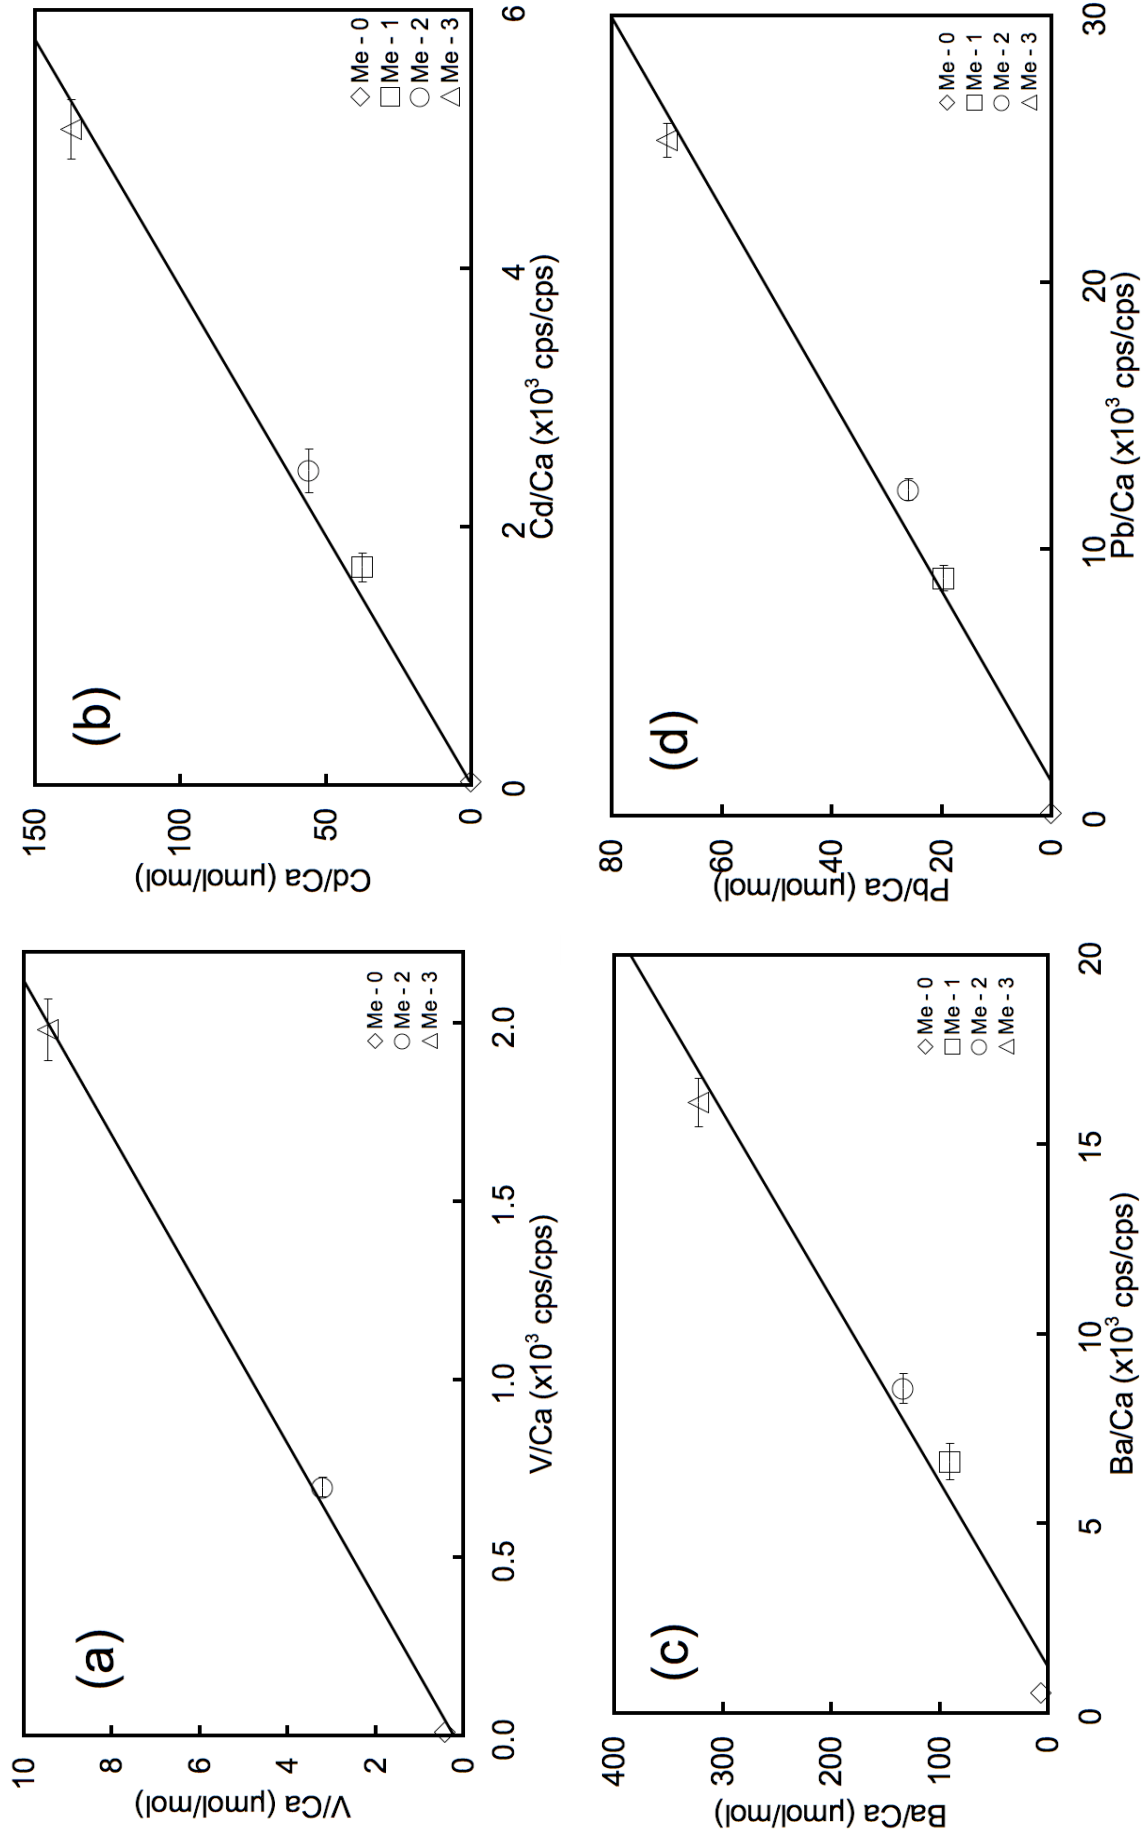 (a)
10
8
6
4
2
0
V/Ca (µmol/mol)
0.0
0.5
1.0
1.5
2.0
V/Ca (x10³ cps/cps)
Me - 0
Me - 2
Me - 3
(b)
150
100
50
0
Cd/Ca (µmol/mol)
0
2
4
6
Cd/Ca (x10³ cps/cps)
Me - 0
Me - 1
Me - 2
Me - 3
(c)
400
300
200
100
0
Ba/Ca (µmol/mol)
0
5
10
15
20
Ba/Ca (x10³ cps/cps)
Me - 0
Me - 1
Me - 2
Me - 3
(d)
80
60
40
20
0
Pb/Ca (µmol/mol)
0
10
20
30
Pb/Ca (x10³ cps/cps)
Me - 0
Me - 1
Me - 2
Me - 3